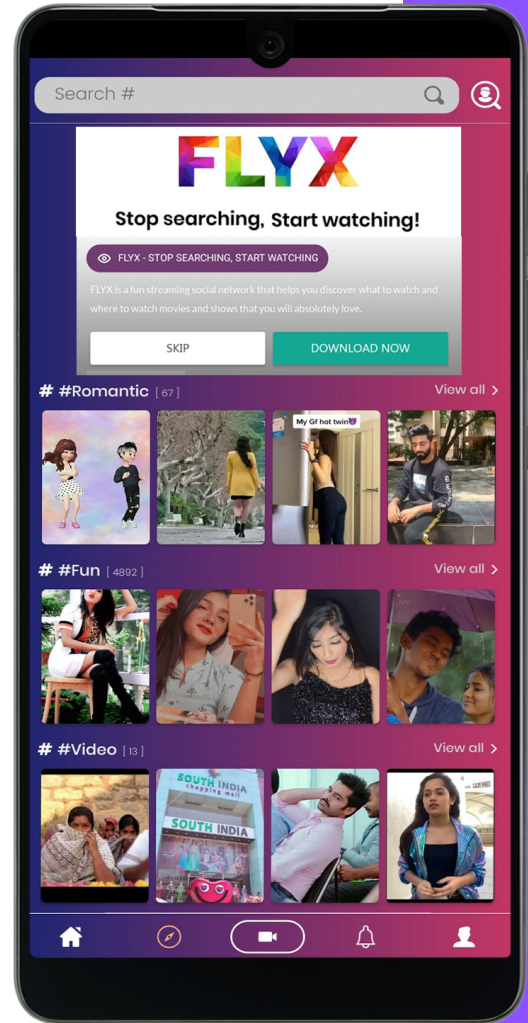 Search #
FLYX
Stop searching, Start watching!
FLYX - STOP SEARCHING, START WATCHING
FLYX is a fun streaming social network that helps you discover what to watch and
where to watch movies and shows that you will absolutely love.
SKIP
DOWNLOAD NOW
# #Romantic [ 67 ]
View all >
My Gf hot twin😈
# #Fun [ 4892 ]
View all >
# #Video [ 13 ]
View all >
SOUTH INDIA
shopping mall
SOUTH INDIA